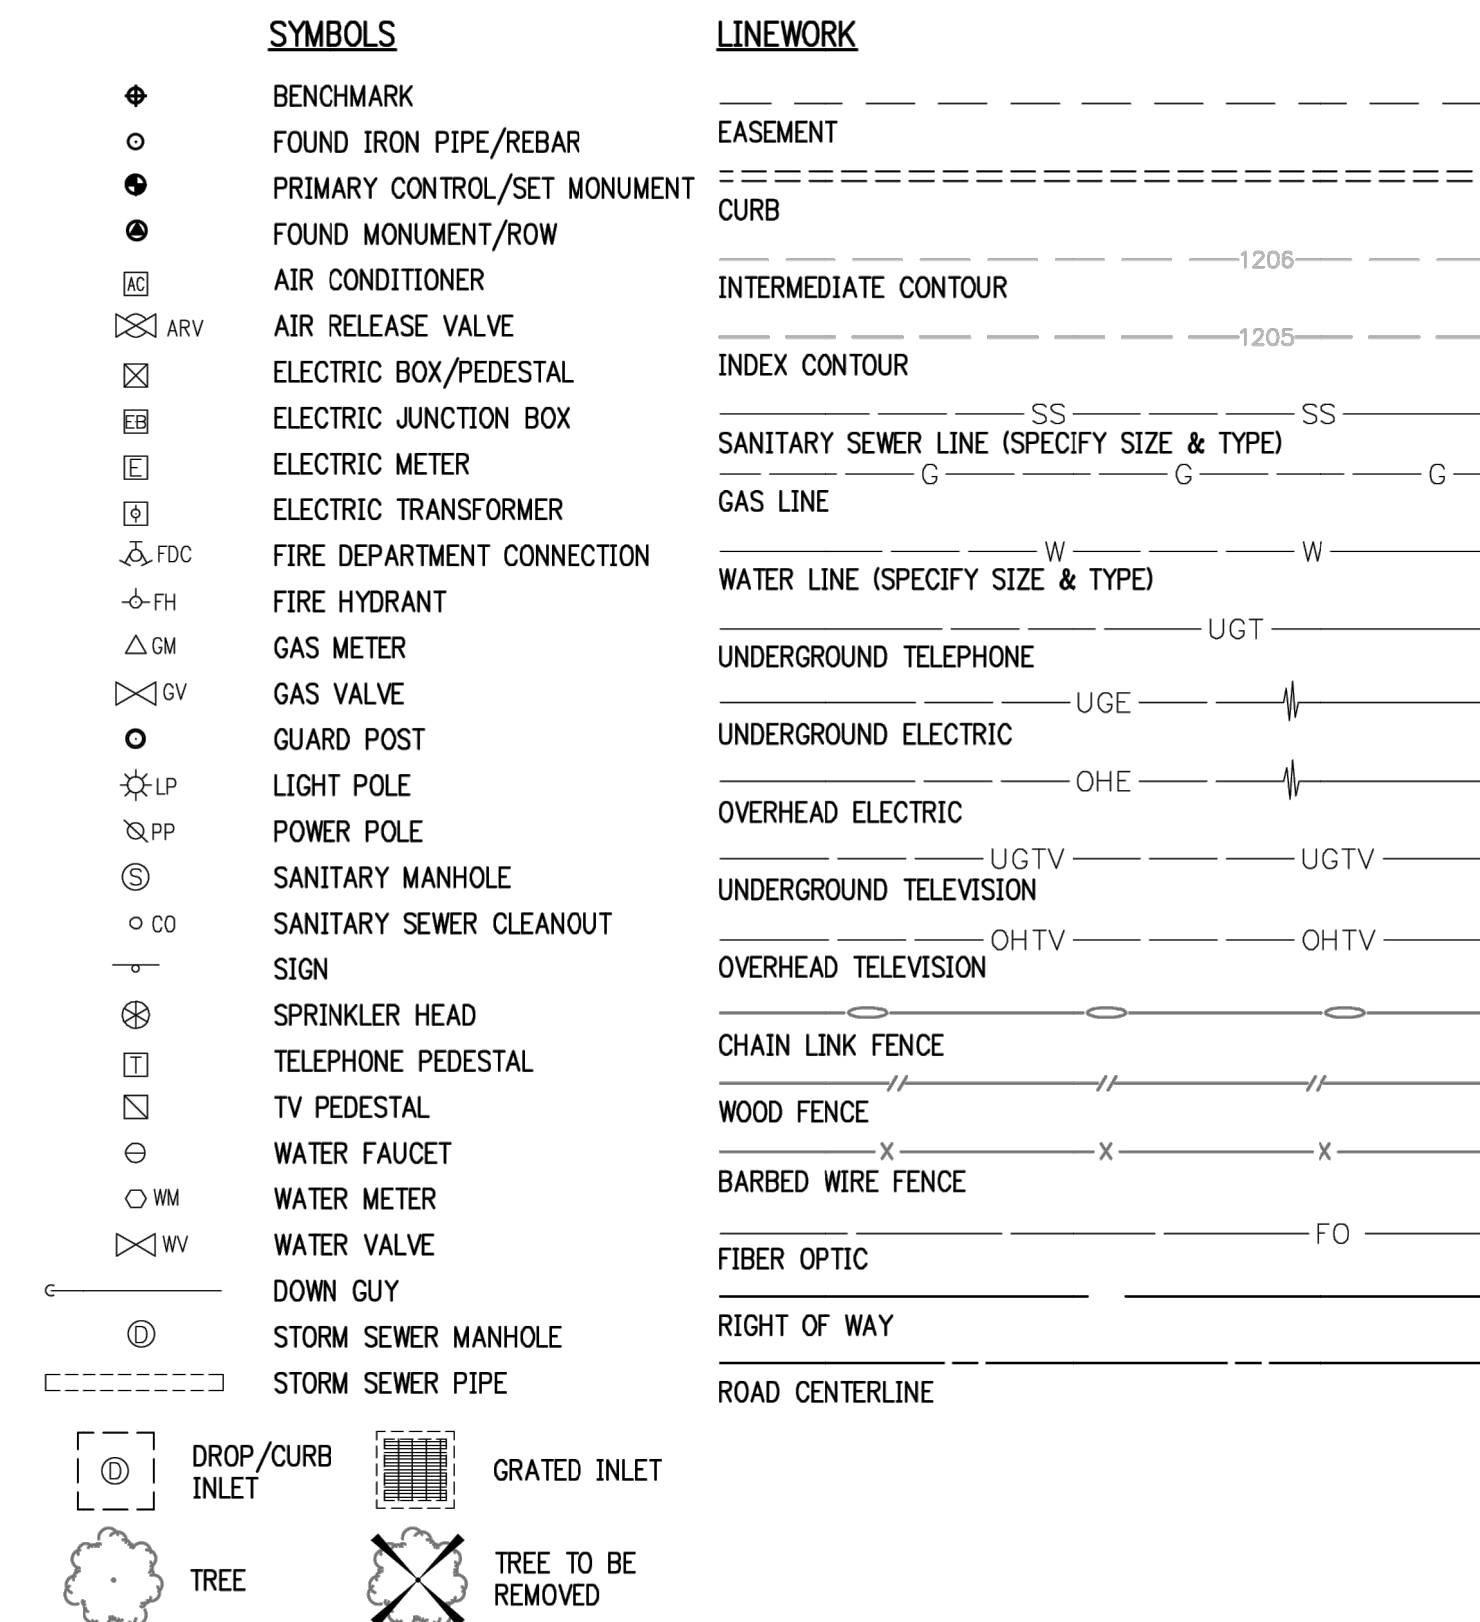 SYMBOLS
BENCHMARK
FOUND IRON PIPE/REBAR
PRIMARY CONTROL/SET MONUMENT
FOUND MONUMENT/ROW
AC AIR CONDITIONER
ARV AIR RELEASE VALVE
ELECTRIC BOX/PEDESTAL
EB ELECTRIC JUNCTION BOX
E ELECTRIC METER
ELECTRIC TRANSFORMER
FDC FIRE DEPARTMENT CONNECTION
FH FIRE HYDRANT
GM GAS METER
GV GAS VALVE
GUARD POST
LP LIGHT POLE
PP POWER POLE
S SANITARY MANHOLE
CO SANITARY SEWER CLEANOUT
SIGN
SPRINKLER HEAD
T TELEPHONE PEDESTAL
TV PEDESTAL
WATER FAUCET
WM WATER METER
WV WATER VALVE
DOWN GUY
D STORM SEWER MANHOLE
STORM SEWER PIPE
D DROP/CURB
INLET
GRATED INLET
TREE
TREE TO BE
REMOVED
LINEWORK
EASEMENT
CURB
1206
INTERMEDIATE CONTOUR
1205
INDEX CONTOUR
SS SS
SANITARY SEWER LINE (SPECIFY SIZE & TYPE)
G G G
GAS LINE
W W
WATER LINE (SPECIFY SIZE & TYPE)
UGT
UNDERGROUND TELEPHONE
UGE
UNDERGROUND ELECTRIC
OHE
OVERHEAD ELECTRIC
UGTV UGTV
UNDERGROUND TELEVISION
OHTV OHTV
OVERHEAD TELEVISION
CHAIN LINK FENCE
WOOD FENCE
X X X
BARBED WIRE FENCE
FO
FIBER OPTIC
RIGHT OF WAY
ROAD CENTERLINE